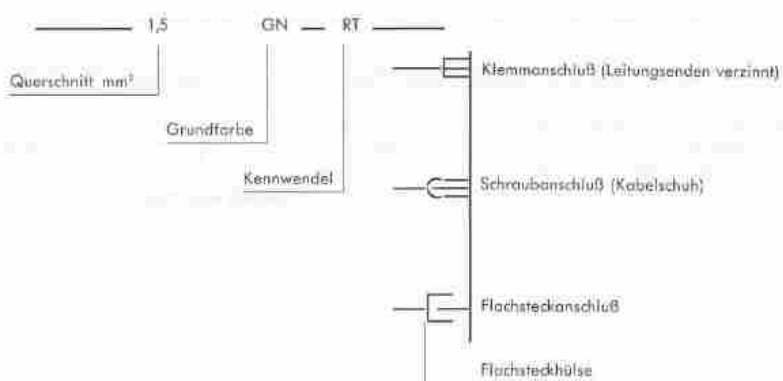 1,5 GN RT
Klemmanschluß (Leitungsenden verzinnt)
Querschnitt mm²
Grundfarbe
Kennwendel
Schraubanschluß (Kabelschuh)
Flachsteckanschluß
Flachsteckhülse